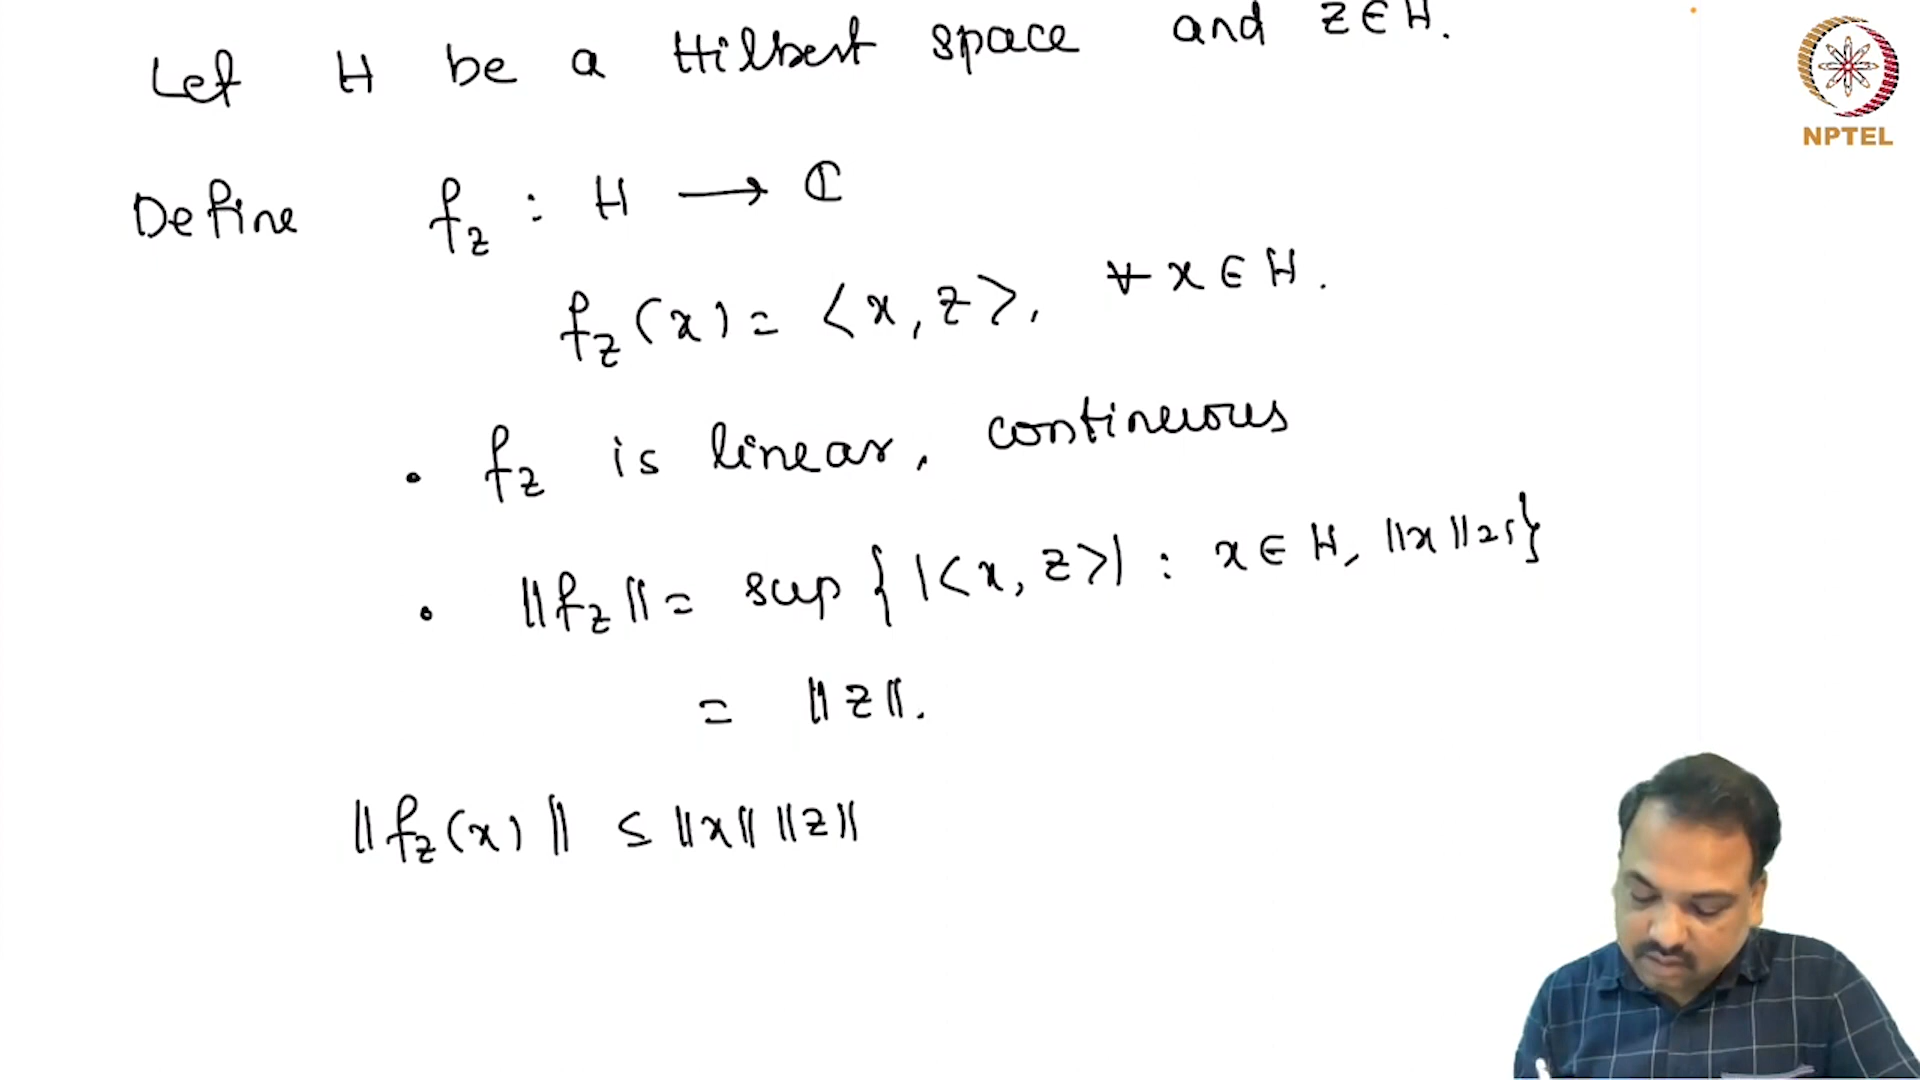 Let H be a Hilbert space and z ∈ H.
NPTEL
Define f_z : H → ℂ
f_z(x) = <x, z>, ∀ x ∈ H.
• f_z is linear, continuous
• ||f_z|| = sup { |<x, z>| : x ∈ H, ||x|| = 1 }
= ||z||.
||f_z(x)|| ≤ ||x|| ||z||